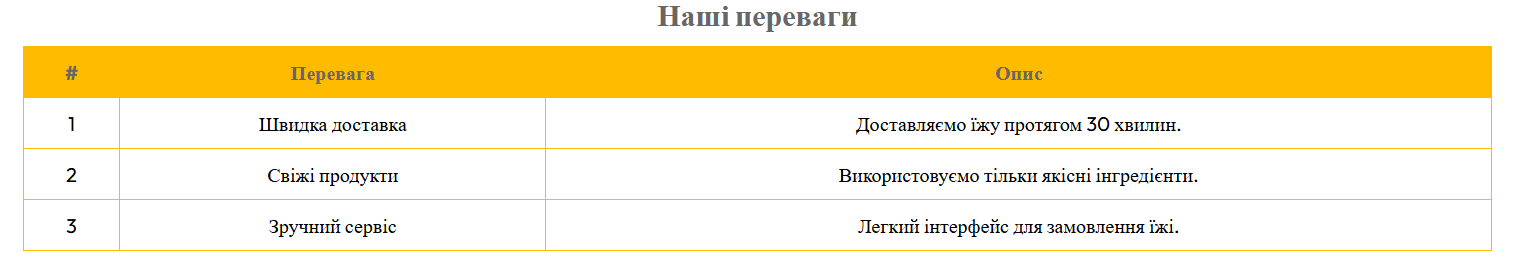 Наші переваги
# Перевага Опис
1 Швидка доставка Доставляємо їжу протягом 30 хвилин.
2 Свіжі продукти Використовуємо тільки якісні інгредієнти.
3 Зручний сервіс Легкий інтерфейс для замовлення їжі.